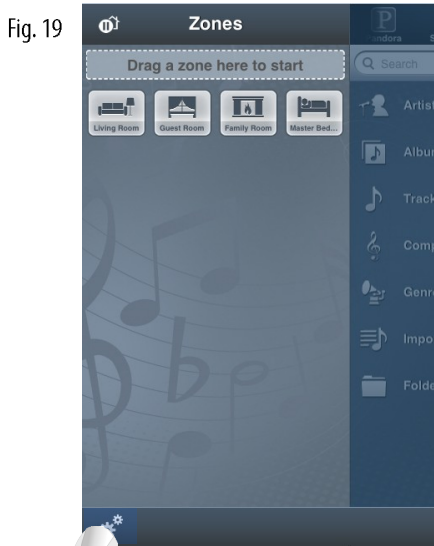 Fig. 19
Zones
Drag a zone here to start
Living Room
Guest Room
Family Room
Master Bed...
P
Pandora
S
Search
Artist
Albu
Track
Comp
Genr
Impo
Folde